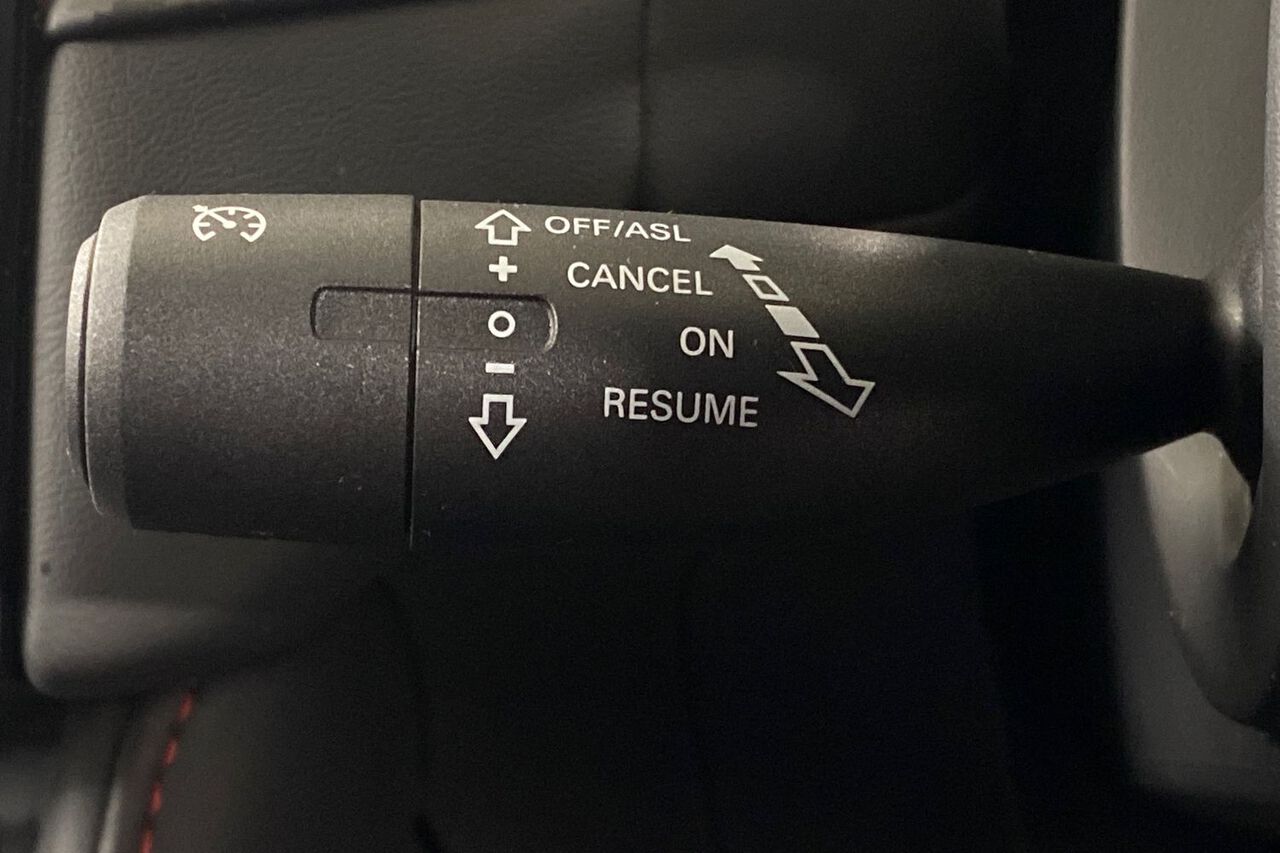 OFF/ASL
+ CANCEL
O ON
− RESUME